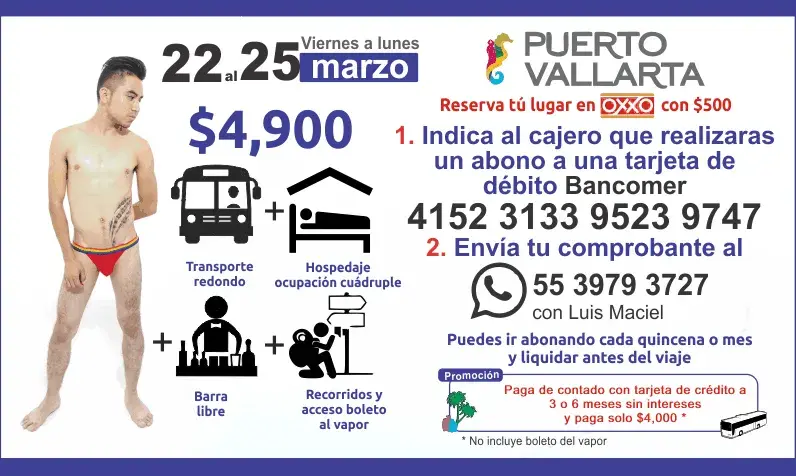 22 al 25
Viernes a lunes
marzo
$4,900
Transporte
redondo
Hospedaje
ocupación cuádruple
Barra
libre
Recorridos y
acceso boleto
al vapor
PUERTO
VALLARTA
Reserva tú lugar en OXXO con $500
1. Indica al cajero que realizaras
un abono a una tarjeta de
débito Bancomer
4152 3133 9523 9747
2. Envía tu comprobante al
55 3979 3727
con Luis Maciel
Puedes ir abonando cada quincena o mes
y liquidar antes del viaje
Promoción
Paga de contado con tarjeta de crédito a
3 o 6 meses sin intereses
y paga solo $4,000 *
* No incluye boleto del vapor